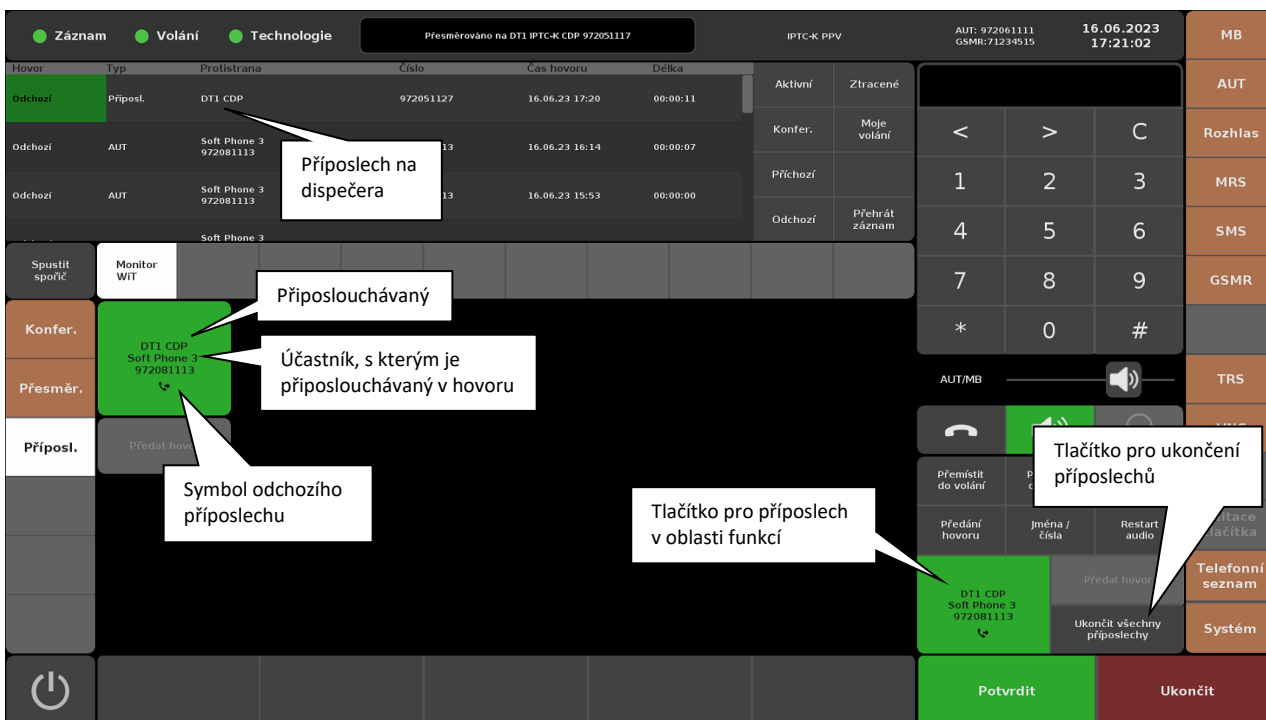 Záznam
Volání
Technologie
Přesměrováno na DT1 IPTC-K CDP 972051117
IPTC-K PPV
AUT: 972061111
GSMR:71234515
16.06.2023
17:21:02
MB
Hovor Typ Protistrana Číslo Čas hovoru Délka
Odchozí Příposl. DT1 CDP 972051127 16.06.23 17:20 00:00:11
Odchozí AUT Soft Phone 3
972081113
13 16.06.23 16:14 00:00:07
Odchozí AUT Soft Phone 3
972081113
13 16.06.23 15:53 00:00:00
Soft Phone 3
Příposlech na
dispečera
Aktivní
Ztracené
Konfer.
Moje
volání
Příchozí
Odchozí
Přehrát
záznam
< > C
1 2 3
4 5 6
7 8 9
* 0 #
AUT
Rozhlas
MRS
SMS
GSMR
TRS
Spustit
spořič
Monitor
WiT
Připoslouchávaný
Konfer.
Přesměr.
Příposl.
DT1 CDP
Soft Phone 3
972081113
Účastník, s kterým je
připoslouchávaný v hovoru
Předat hov
Symbol odchozího
příposlechu
AUT/MB
Tlačítko pro ukončení
příposlechů
Přemístit
do volání
Tlačítko pro příposlech
v oblasti funkcí
Předání
hovoru
Jména /
čísla
Restart
audio
DT1 CDP
Soft Phone 3
972081113
Předat hovor
Ukončit všechny
příposlechy
Telefonní
seznam
Systém
Potvrdit
Ukončit